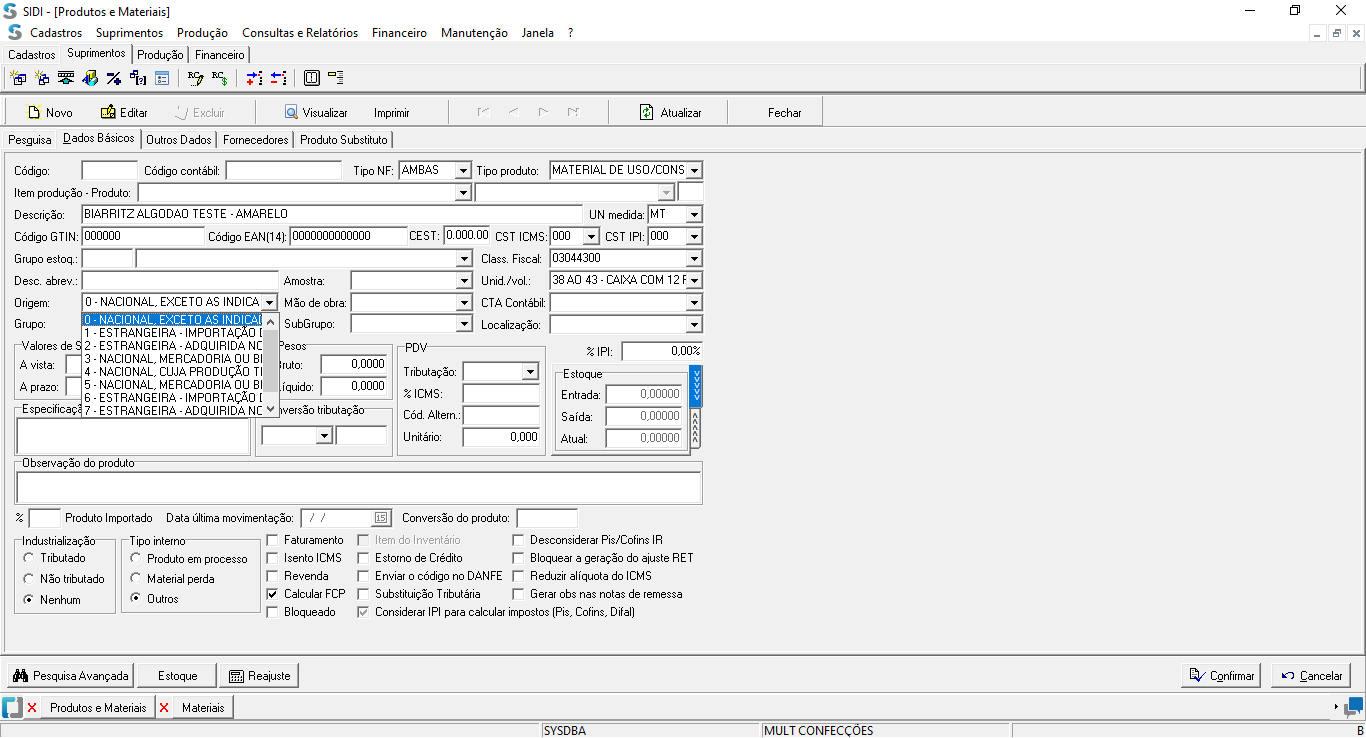 SIDI - [Produtos e Materiais]
Cadastros Suprimentos Produção Consultas e Relatórios Financeiro Manutenção Janela ?
Cadastros Suprimentos Produção Financeiro
Novo Editar Excluir Visualizar Imprimir Atualizar Fechar
Pesquisa Dados Básicos Outros Dados Fornecedores Produto Substituto
Código: Código contábil: Tipo NF: AMBAS Tipo produto: MATERIAL DE USO/CONS
Item produção - Produto:
Descrição: BIARRITZ ALGODAO TESTE - AMARELO UN medida: MT
Código GTIN: 000000 Código EAN(14): 0000000000000 CEST: 0.000.00 CST ICMS: 000 CST IPI: 000
Grupo estoq.: Class. Fiscal: 03044300
Desc. abrev.: Amostra: Unid./vol.: 38 AO 43 - CAIXA COM 12 F
Origem: 0 - NACIONAL, EXCETO AS INDICA Mão de obra: CTA Contábil:
Grupo: SubGrupo: Localização:
0 - NACIONAL, EXCETO AS INDICAD
1 - ESTRANGEIRA - IMPORTAÇÃO D
2 - ESTRANGEIRA - ADQUIRIDA NO
3 - NACIONAL, MERCADORIA OU BE
4 - NACIONAL, CUJA PRODUÇÃO TE
5 - NACIONAL, MERCADORIA OU BE
6 - ESTRANGEIRA - IMPORTAÇÃO D
7 - ESTRANGEIRA - ADQUIRIDA NO
Valores de S Pesos PDV % IPI: 0,00%
A vista: Bruto: 0,0000 Tributação: Estoque
A prazo: Líquido: 0,0000 % ICMS: Entrada: 0,00000
Especificaçã nversão tributação Cód. Altern.: Saída: 0,00000
Unitário: 0,000 Atual: 0,00000
Observação do produto
% Produto Importado Data última movimentação: / / 15 Conversão do produto:
Industrialização Tipo interno Faturamento Item do Inventário Desconsiderar Pis/Cofins IR
Tributado Produto em processo Isento ICMS Estorno de Crédito Bloquear a geração do ajuste RET
Não tributado Material perda Revenda Enviar o código no DANFE Reduzir alíquota do ICMS
Nenhum Outros Calcular FCP Substituição Tributária Gerar obs nas notas de remessa
Bloqueado Considerar IPI para calcular impostos (Pis, Cofins, Difal)
Pesquisa Avançada Estoque Reajuste Confirmar Cancelar
Produtos e Materiais Materiais
SYSDBA MULT CONFECÇÕES B